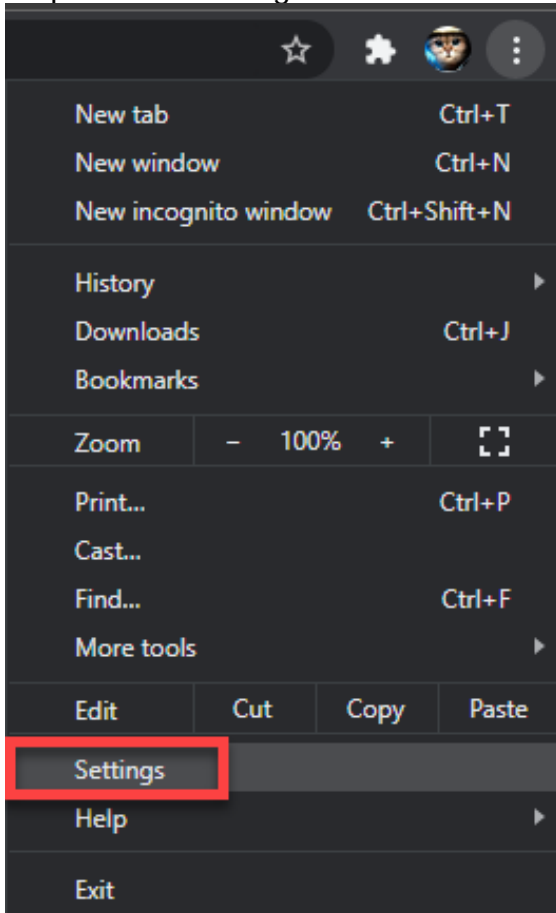 New tab Ctrl+T
New window Ctrl+N
New incognito window Ctrl+Shift+N
History
Downloads Ctrl+J
Bookmarks
Zoom − 100% +
Print... Ctrl+P
Cast...
Find... Ctrl+F
More tools
Edit Cut Copy Paste
Settings
Help
Exit